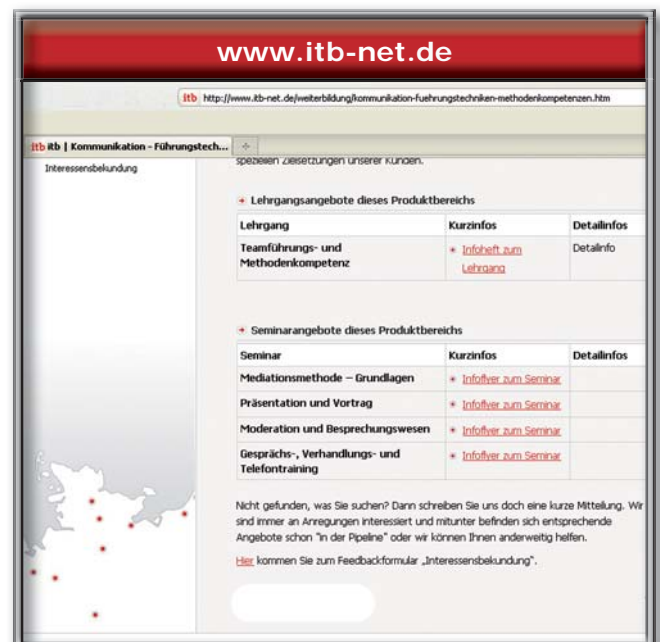 www.itb-net.de
itb http://www.itb-net.de/weiterbildung/kommunikation-fuehrungstechniken-methodenkompetenzen.htm
itb itb | Kommunikation - Führungstech...
Interessensbekundung
speziellen Zielsetzungen unserer Kunden.
Lehrgangsangebote dieses Produktbereichs
Lehrgang Kurzinfos Detailinfos
Teamführungs- und Methodenkompetenz Infoheft zum Lehrgang Detailinfo
Seminarangebote dieses Produktbereichs
Seminar Kurzinfos Detailinfos
Mediationsmethode – Grundlagen Infoflyer zum Seminar
Präsentation und Vortrag Infoflyer zum Seminar
Moderation und Besprechungswesen Infoflyer zum Seminar
Gesprächs-, Verhandlungs- und Telefontraining Infoflyer zum Seminar
Nicht gefunden, was Sie suchen? Dann schreiben Sie uns doch eine kurze Mitteilung. Wir
sind immer an Anregungen interessiert und mitunter befinden sich entsprechende
Angebote schon "in der Pipeline" oder wir können Ihnen anderweitig helfen.
Hier kommen Sie zum Feedbackformular „Interessensbekundung“.